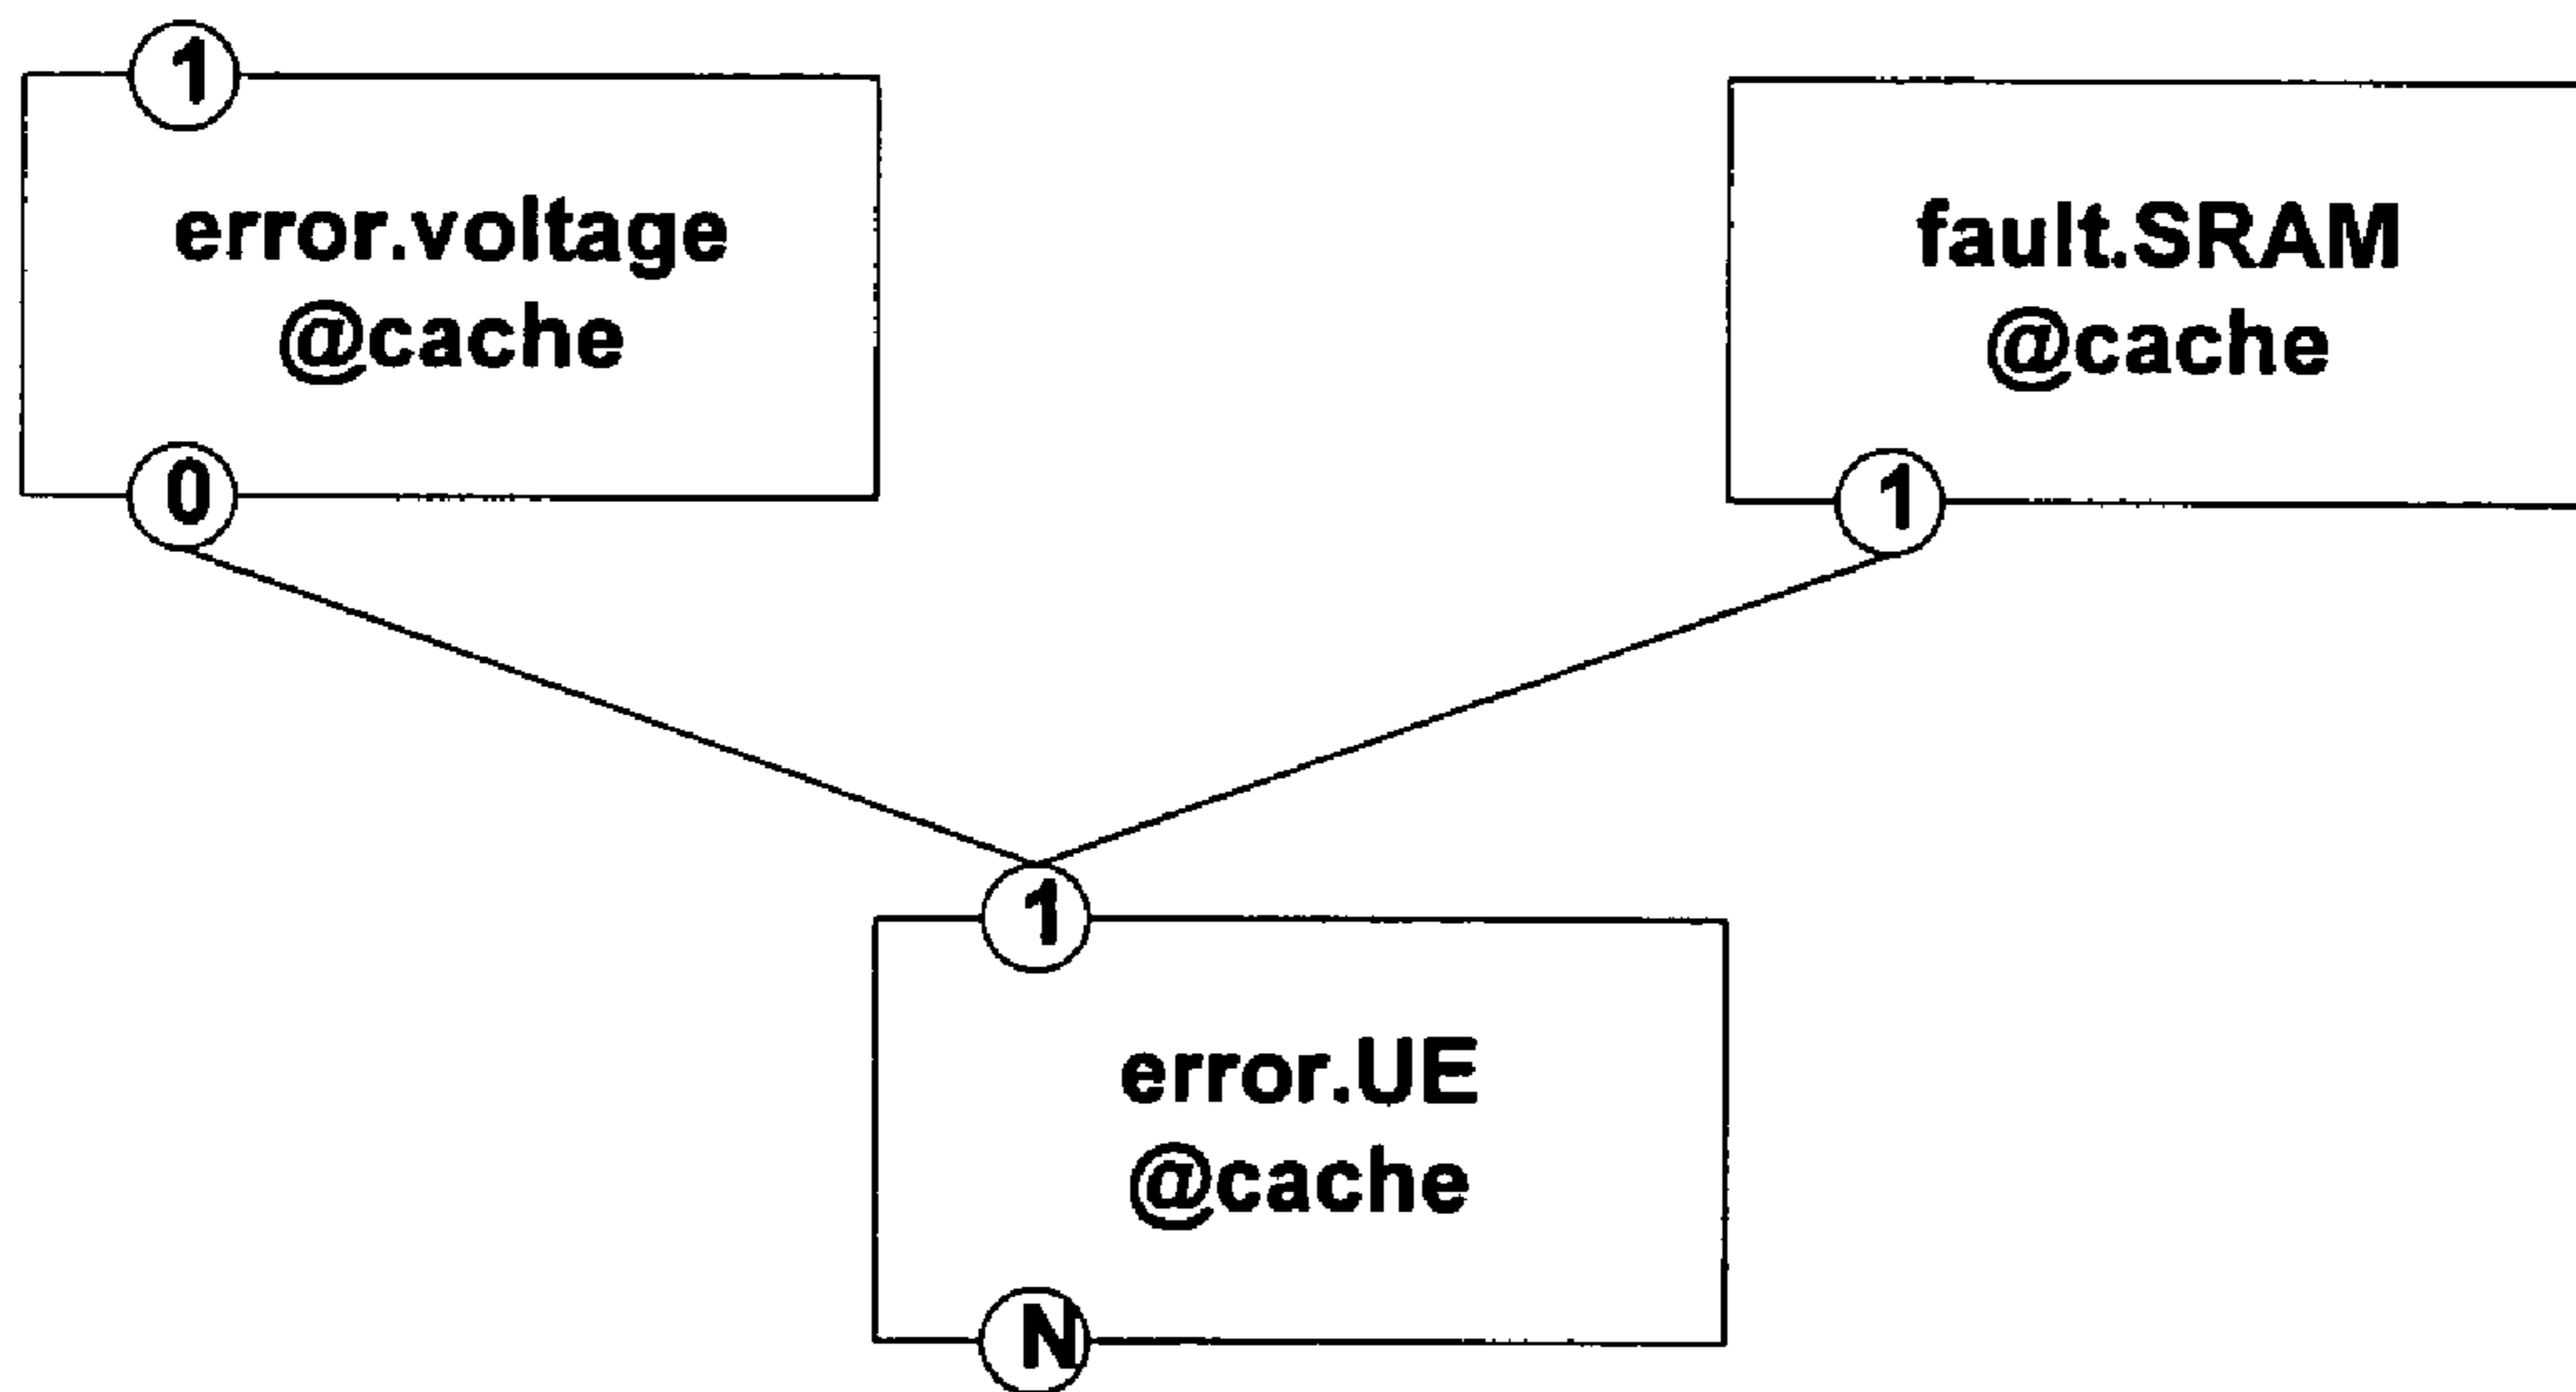 1
error.voltage
@cache
0
fault.SRAM
@cache
1
1
error.UE
@cache
N